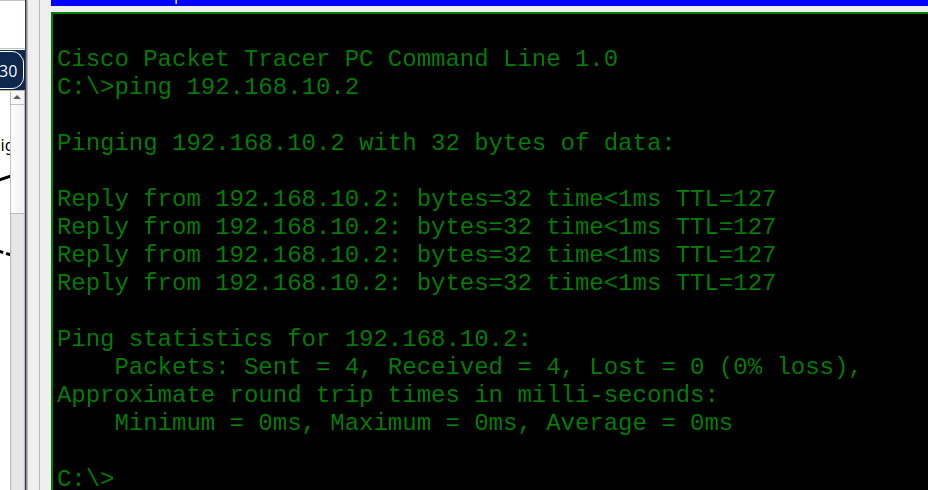 Cisco Packet Tracer PC Command Line 1.0
C:\>ping 192.168.10.2
Pinging 192.168.10.2 with 32 bytes of data:
Reply from 192.168.10.2: bytes=32 time<1ms TTL=127
Reply from 192.168.10.2: bytes=32 time<1ms TTL=127
Reply from 192.168.10.2: bytes=32 time<1ms TTL=127
Reply from 192.168.10.2: bytes=32 time<1ms TTL=127
Ping statistics for 192.168.10.2:
Packets: Sent = 4, Received = 4, Lost = 0 (0% loss),
Approximate round trip times in milli-seconds:
Minimum = 0ms, Maximum = 0ms, Average = 0ms
C:\>
30